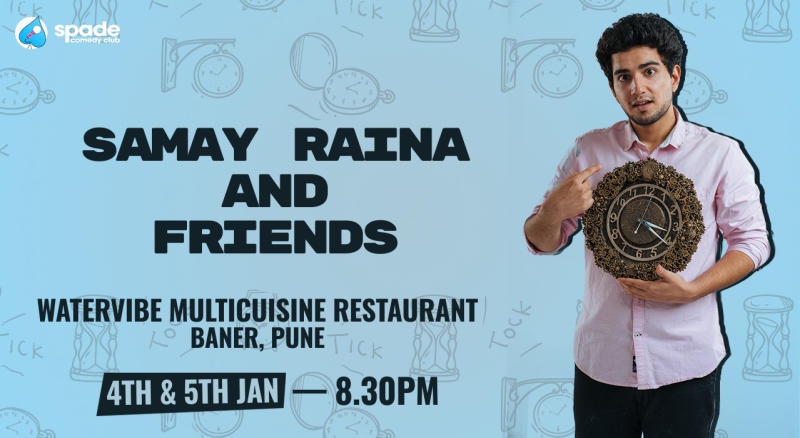 spade
comedy club
SAMAY RAINA
AND
FRIENDS
WATERVIBE MULTICUISINE RESTAURANT
BANER, PUNE
4TH & 5TH JAN — 8.30PM
TICK
Tock
TICK
Tock
TICK